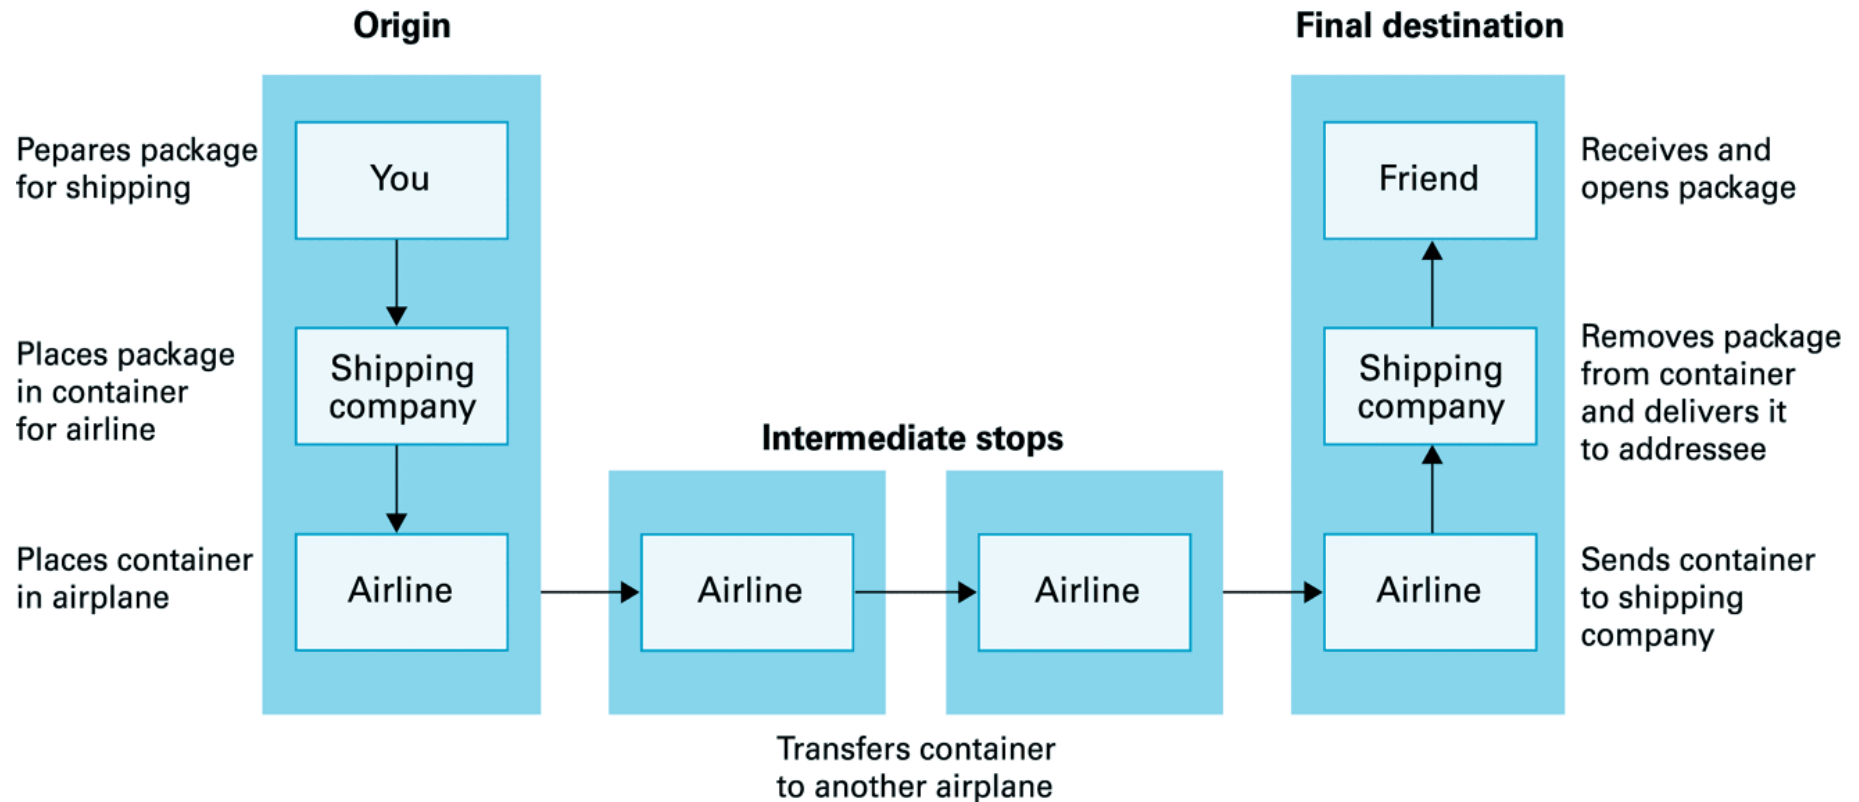 Origin
Final destination
Pepares package
for shipping
You
Friend
Receives and
opens package
Places package
in container
for airline
Shipping
company
Shipping
company
Removes package
from container
and delivers it
to addressee
Intermediate stops
Places container
in airplane
Airline
Airline
Airline
Airline
Sends container
to shipping
company
Transfers container
to another airplane